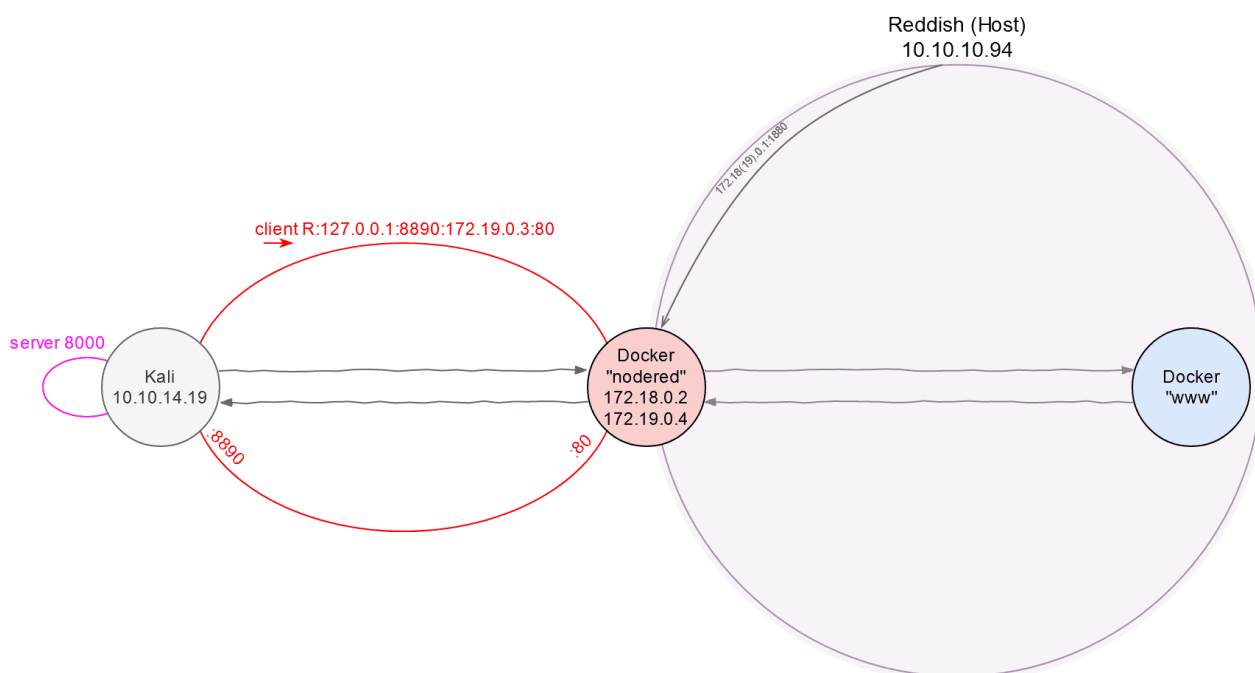 Reddish (Host)
10.10.10.94
172.18(19).0.1:1880
client R:127.0.0.1:8890:172.19.0.3:80
server 8000
Kali
10.10.14.19
Docker
"nodered"
172.18.0.2
172.19.0.4
Docker
"www"
:8890
:80